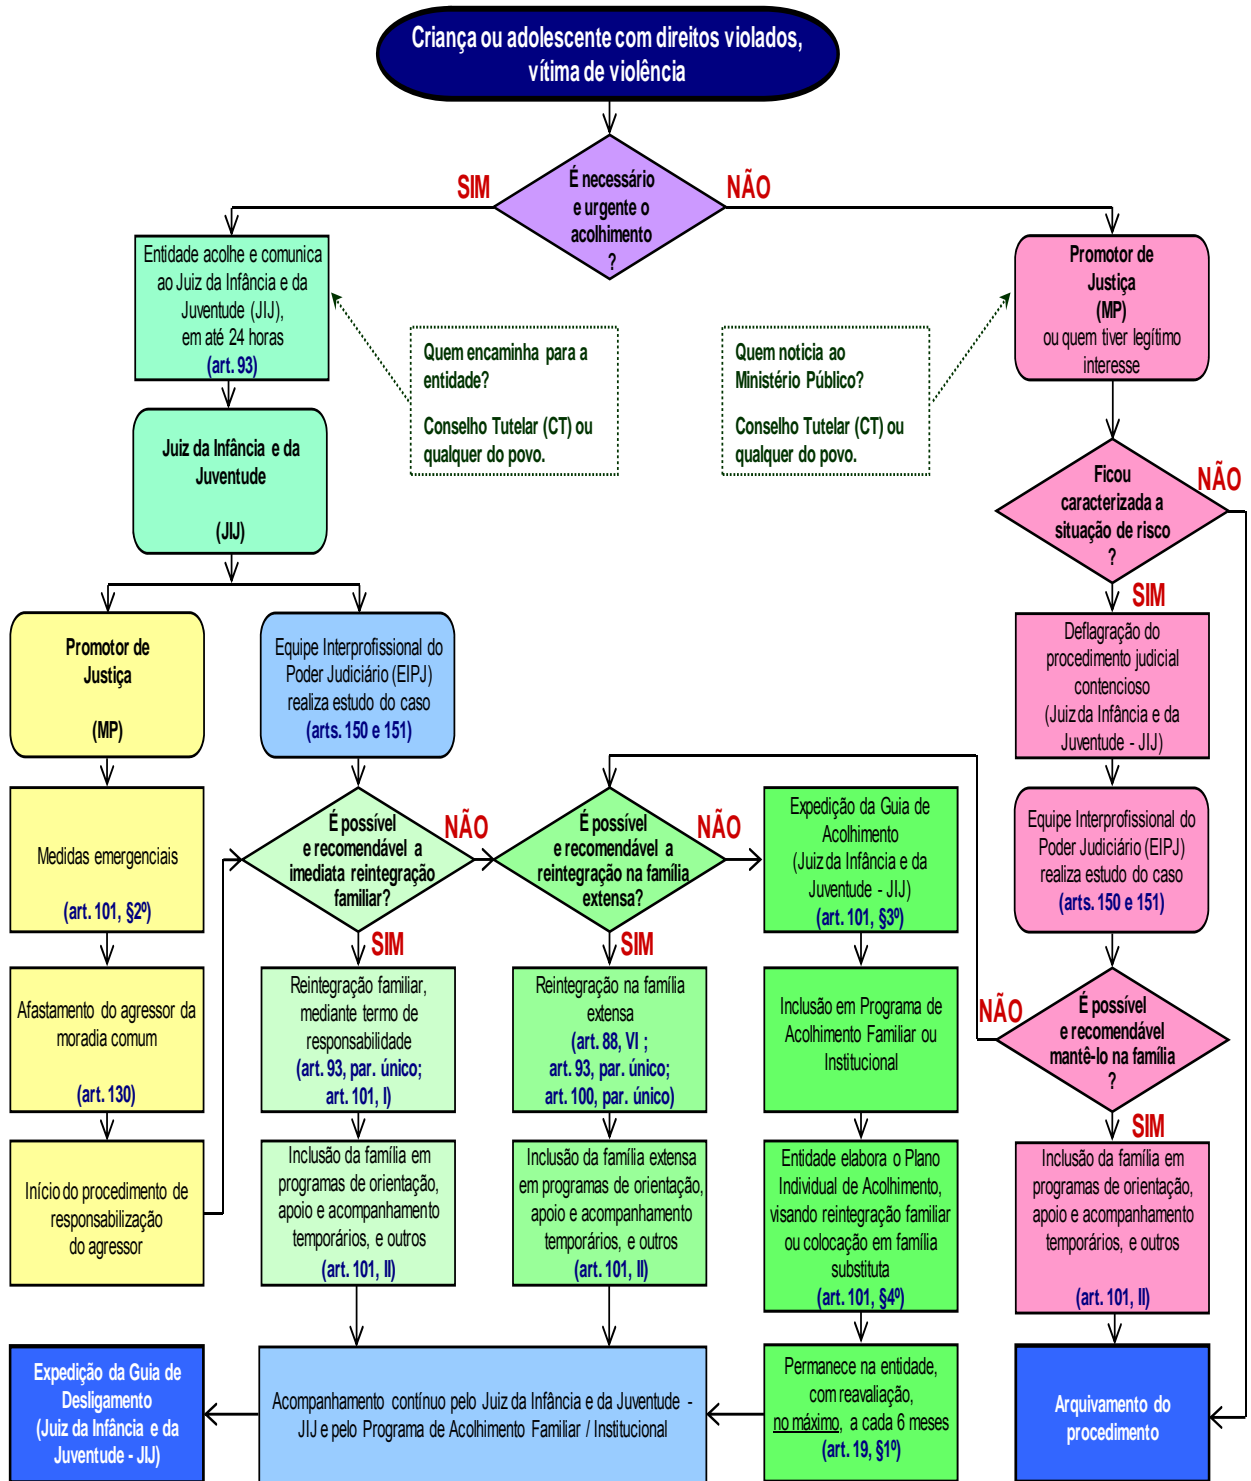 Criança ou adolescente com direitos violados,
vítima de violência
É necessário
e urgente o
acolhimento
?
SIM
NÃO
Entidade acolhe e comunica
ao Juiz da Infância e da
Juventude (JIJ),
em até 24 horas
(art. 93)
Quem encaminha para a
entidade?
Conselho Tutelar (CT) ou
qualquer do povo.
Quem noticia ao
Ministério Público?
Conselho Tutelar (CT) ou
qualquer do povo.
Promotor de
Justiça
(MP)
ou quem tiver legítimo
interesse
Juiz da Infância e da
Juventude
(JIJ)
Ficou
caracterizada a
situação de risco
?
NÃO
SIM
Promotor de
Justiça
(MP)
Equipe Interprofissional do
Poder Judiciário (EIPJ)
realiza estudo do caso
(arts. 150 e 151)
Deflagração do
procedimento judicial
contencioso
(Juiz da Infância e da
Juventude - JIJ)
Medidas emergenciais
(art. 101, §2º)
É possível
e recomendável a
imediata reintegração
familiar?
NÃO
SIM
É possível
e recomendável a
reintegração na família
extensa?
NÃO
SIM
Expedição da Guia de
Acolhimento
(Juiz da Infância e da
Juventude - JIJ)
(art. 101, §3º)
Equipe Interprofissional do
Poder Judiciário (EIPJ)
realiza estudo do caso
(arts. 150 e 151)
Afastamento do agressor da
moradia comum
(art. 130)
Reintegração familiar,
mediante termo de
responsabilidade
(art. 93, par. único;
art. 101, I)
Reintegração na família
extensa
(art. 88, VI ;
art. 93, par. único;
art. 100, par. único)
Inclusão em Programa de
Acolhimento Familiar ou
Institucional
NÃO
É possível
e recomendável
mantê-lo na família
?
SIM
Início do procedimento de
responsabilização
do agressor
Inclusão da família em
programas de orientação,
apoio e acompanhamento
temporários, e outros
(art. 101, II)
Inclusão da família extensa
em programas de orientação,
apoio e acompanhamento
temporários, e outros
(art. 101, II)
Entidade elabora o Plano
Individual de Acolhimento,
visando reintegração familiar
ou colocação em família
substituta
(art. 101, §4º)
Inclusão da família em
programas de orientação,
apoio e acompanhamento
temporários, e outros
(art. 101, II)
Expedição da Guia de
Desligamento
(Juiz da Infância e da
Juventude - JIJ)
Acompanhamento contínuo pelo Juiz da Infância e da Juventude -
JIJ e pelo Programa de Acolhimento Familiar / Institucional
Permanece na entidade,
com reavaliação,
no máximo, a cada 6 meses
(art. 19, §1º)
Arquivamento do
procedimento